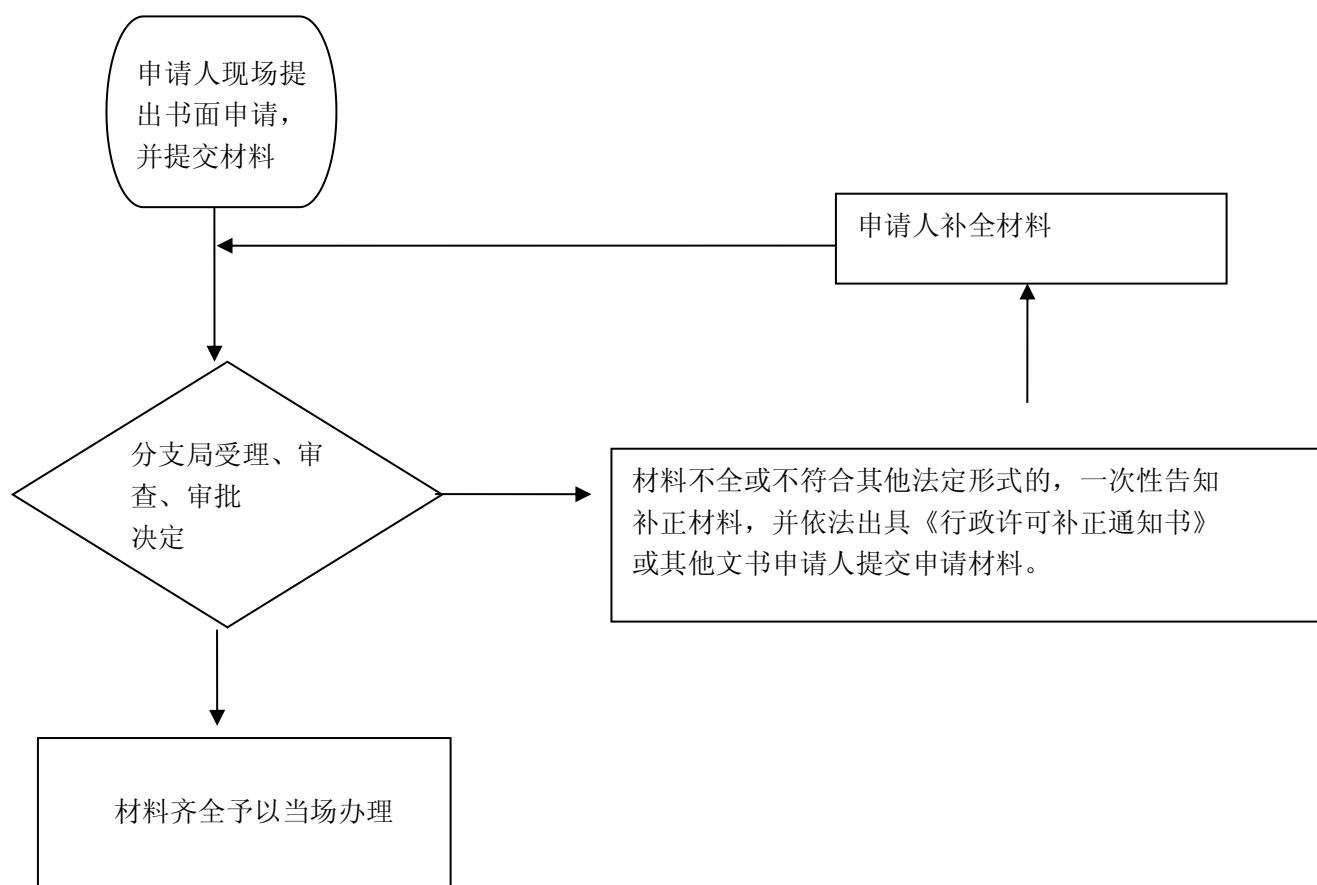 申请人现场提
出书面申请，
并提交材料
申请人补全材料
分支局受理、审
查、审批
决定
材料不全或不符合其他法定形式的，一次性告知
补正材料，并依法出具《行政许可补正通知书》
或其他文书申请人提交申请材料。
材料齐全予以当场办理